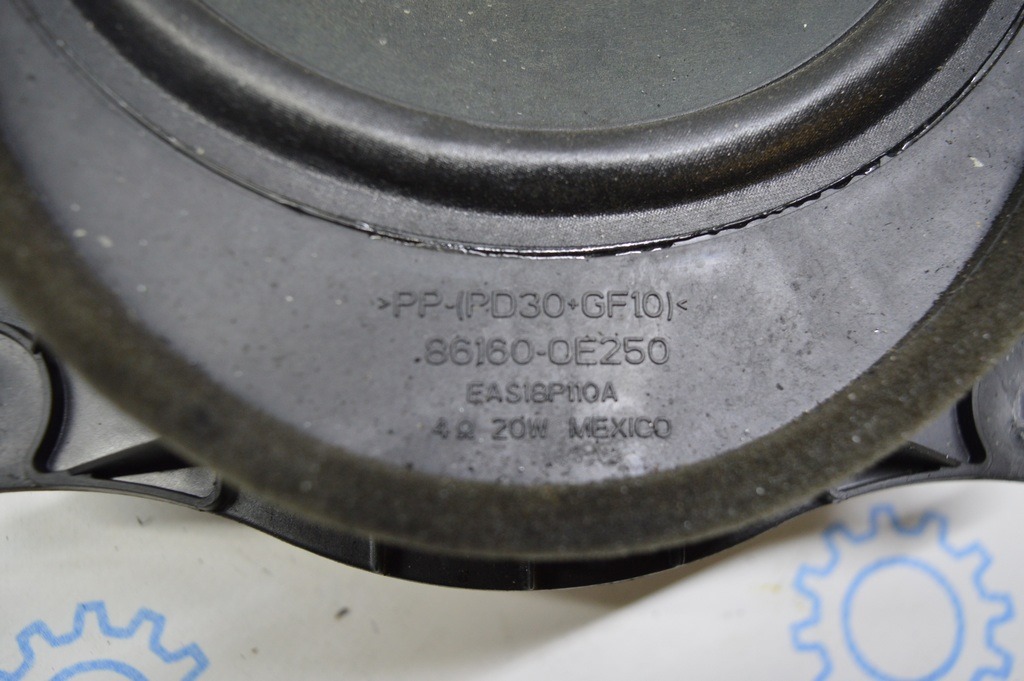 >PP-(PD30+GF10)<
86160-0E250
EAS18P110A
4Ω 20W MEXICO